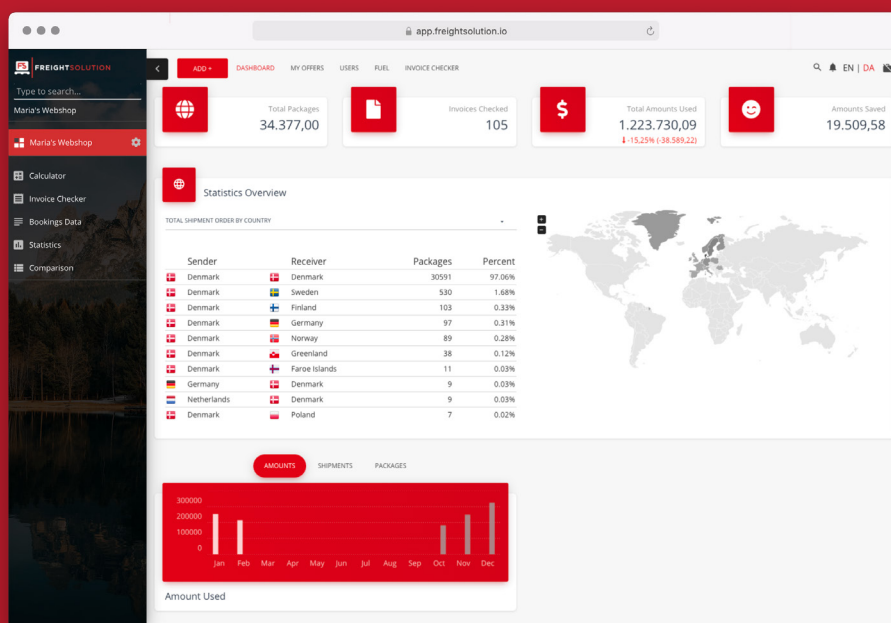 app.freightsolution.io
FS FREIGHTSOLUTION
Type to search...
Maria's Webshop
Maria's Webshop
Calculator
Invoice Checker
Bookings Data
Statistics
Comparison
ADD + DASHBOARD MY OFFERS USERS FUEL INVOICE CHECKER
EN | DA
Total Packages
34.377,00
Invoices Checked
105
$
Total Amounts Used
1.223.730,09
-15,25% (-38.589,22)
Amounts Saved
19.509,58
Statistics Overview
TOTAL SHIPMENT ORDER BY COUNTRY
+
-
Sender Receiver Packages Percent
Denmark Denmark 30591 97.06%
Denmark Sweden 530 1.68%
Denmark Finland 103 0.33%
Denmark Germany 97 0.31%
Denmark Norway 89 0.28%
Denmark Greenland 38 0.12%
Denmark Faroe Islands 11 0.03%
Germany Denmark 9 0.03%
Netherlands Denmark 9 0.03%
Denmark Poland 7 0.02%
AMOUNTS SHIPMENTS PACKAGES
300000
200000
100000
0
Jan Feb Mar Apr May Jun Jul Aug Sep Oct Nov Dec
Amount Used